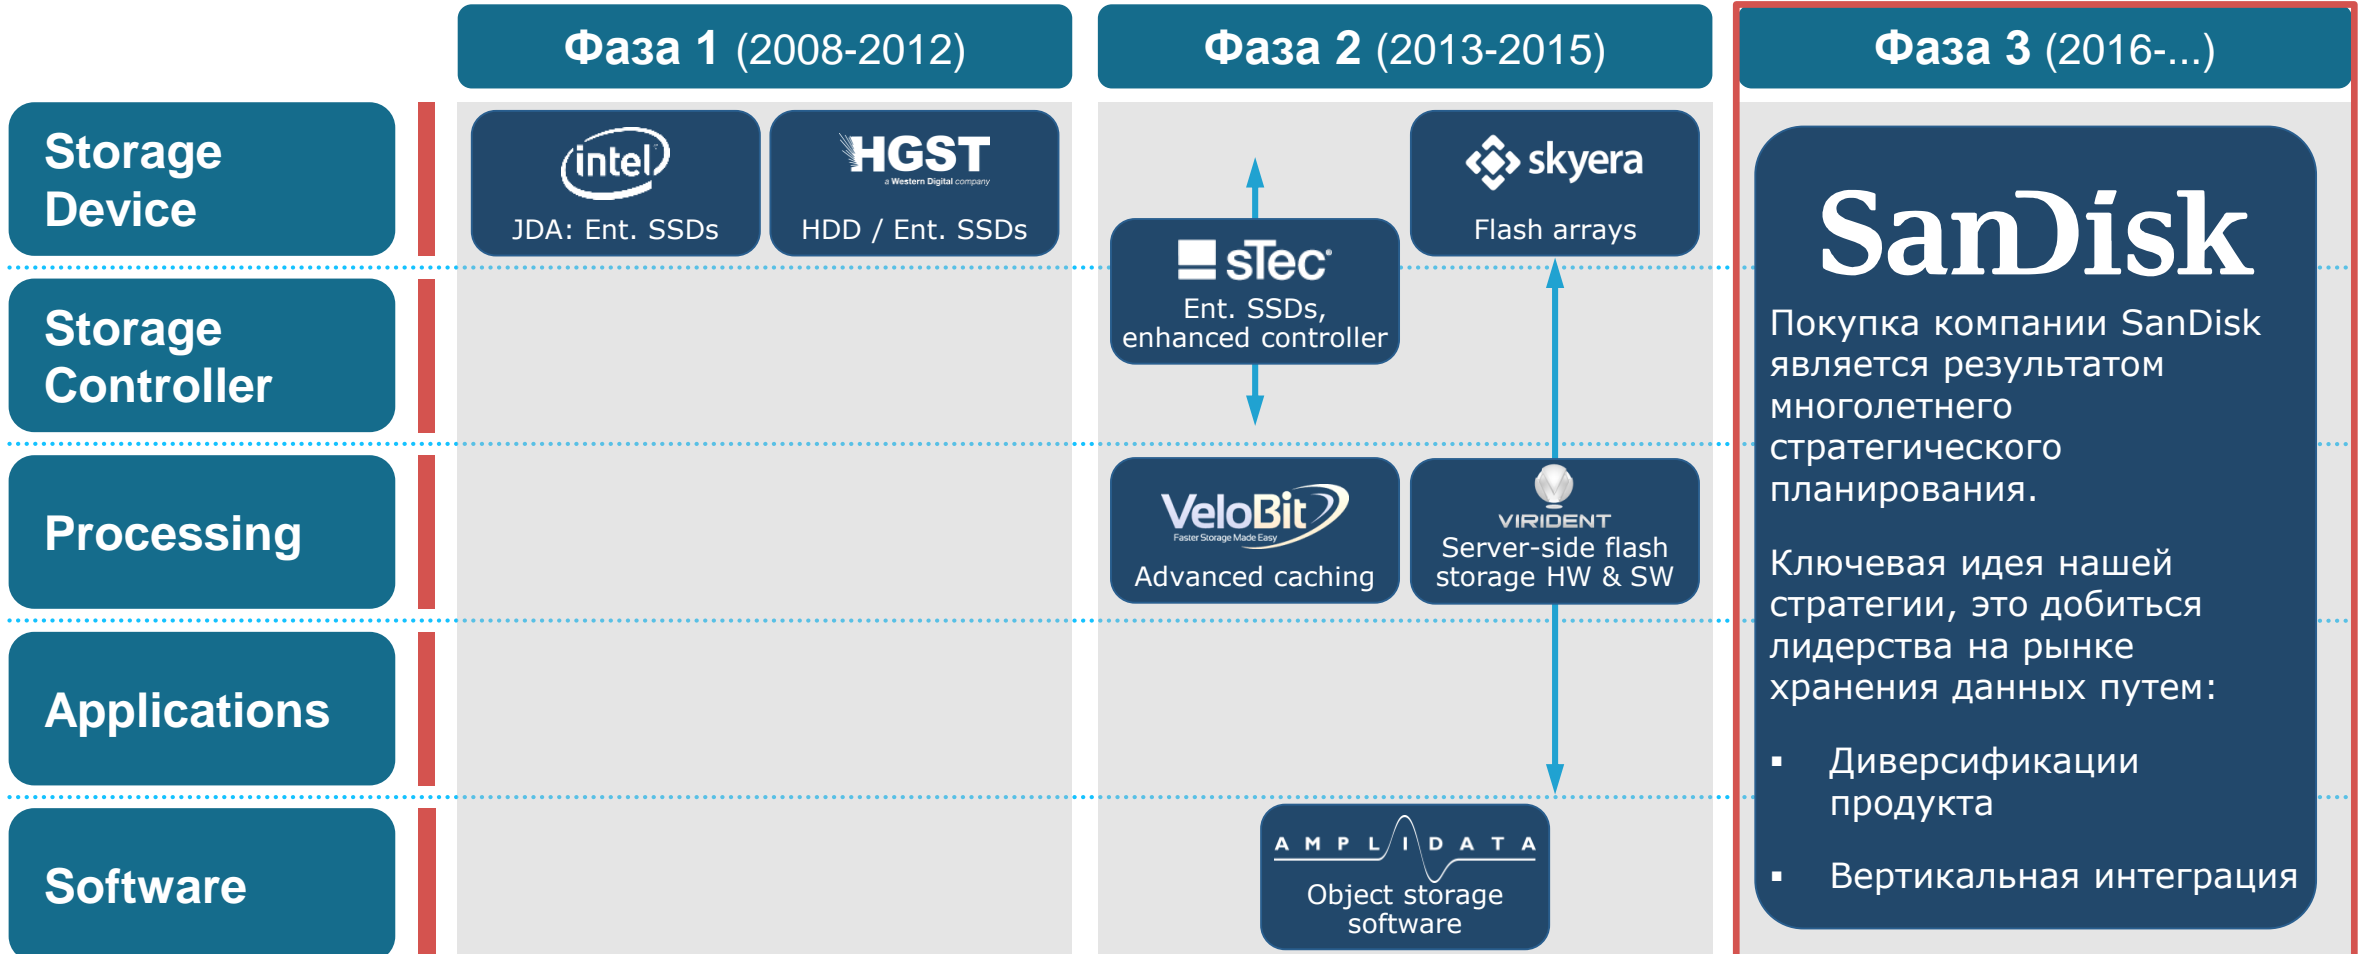 Фаза 1 (2008-2012)
Фаза 2 (2013-2015)
Фаза 3 (2016-...)
Storage
Device
intel
JDA: Ent. SSDs
HGST
a Western Digital company
HDD / Ent. SSDs
sTec
Ent. SSDs,
enhanced controller
skyera
Flash arrays
Storage
Controller
Processing
VeloBit
Faster Storage Made Easy
Advanced caching
VIRIDENT
Server-side flash
storage HW & SW
Applications
Software
AMPLIDATA
Object storage
software
SanDisk
Покупка компании SanDisk
является результатом
многолетнего
стратегического
планирования.
Ключевая идея нашей
стратегии, это добиться
лидерства на рынке
хранения данных путем:
▪ Диверсификации
продукта
▪ Вертикальная интеграция